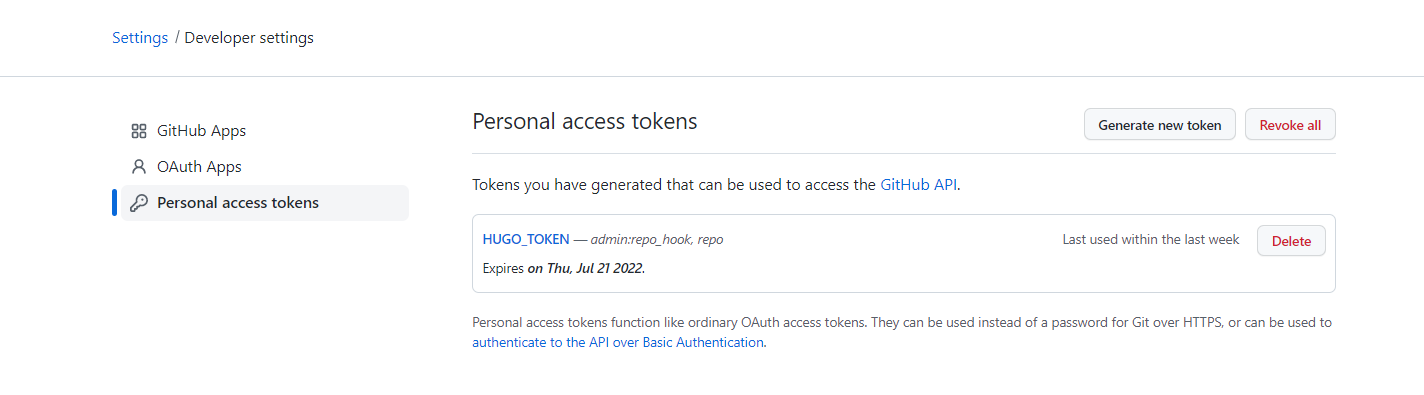 Settings / Developer settings
GitHub Apps
OAuth Apps
Personal access tokens
Personal access tokens
Generate new token
Revoke all
Tokens you have generated that can be used to access the GitHub API.
HUGO_TOKEN — admin:repo_hook, repo
Last used within the last week
Delete
Expires on Thu, Jul 21 2022.
Personal access tokens function like ordinary OAuth access tokens. They can be used instead of a password for Git over HTTPS, or can be used to
authenticate to the API over Basic Authentication.